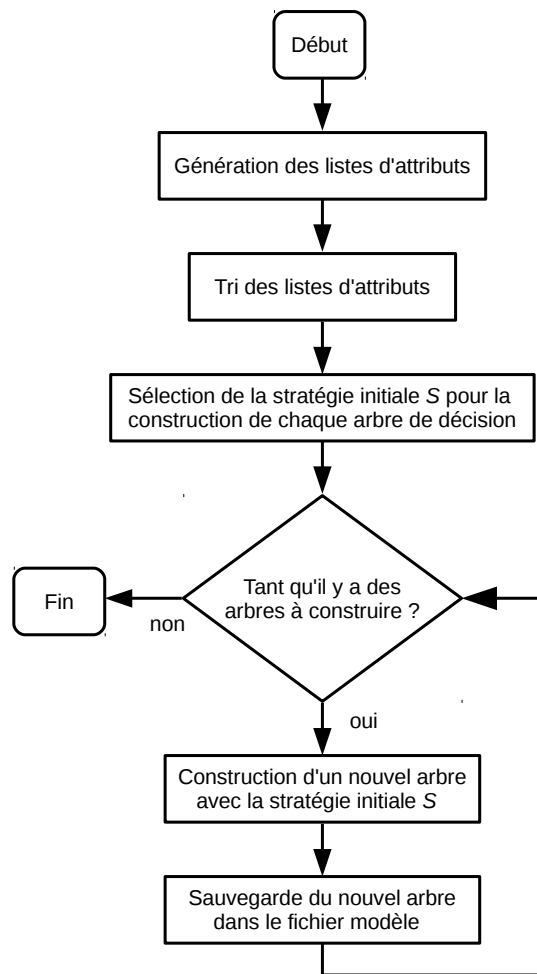 Début
Génération des listes d'attributs
Tri des listes d'attributs
Sélection de la stratégie initiale S pour la
construction de chaque arbre de décision
Tant qu'il y a des
arbres à construire ?
Fin
non
oui
Construction d'un nouvel arbre
avec la stratégie initiale S
Sauvegarde du nouvel arbre
dans le fichier modèle